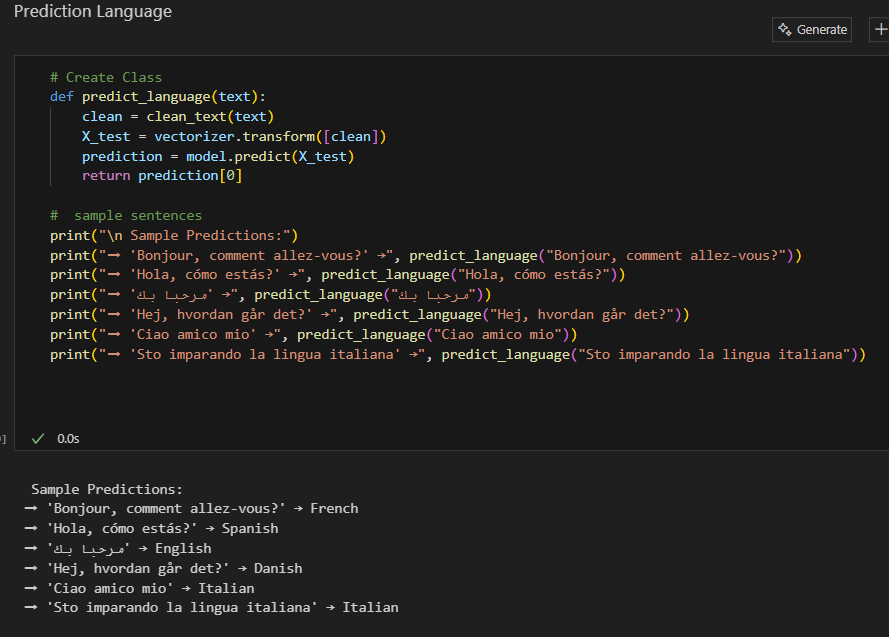 Prediction Language
Generate
# Create Class
def predict_language(text):
    clean = clean_text(text)
    X_test = vectorizer.transform([clean])
    prediction = model.predict(X_test)
    return prediction[0]
#  sample sentences
print("\n Sample Predictions:")
print("→ 'Bonjour, comment allez-vous?' →", predict_language("Bonjour, comment allez-vous?"))
print("→ 'Hola, cómo estás?' →", predict_language("Hola, cómo estás?"))
print("→ 'مرحبا بك' →", predict_language("مرحبا بك"))
print("→ 'Hej, hvordan går det?' →", predict_language("Hej, hvordan går det?"))
print("→ 'Ciao amico mio' →", predict_language("Ciao amico mio"))
print("→ 'Sto imparando la lingua italiana' →", predict_language("Sto imparando la lingua italiana"))
]
0.0s
Sample Predictions:
→ 'Bonjour, comment allez-vous?' → French
→ 'Hola, cómo estás?' → Spanish
→ 'مرحبا بك' → English
→ 'Hej, hvordan går det?' → Danish
→ 'Ciao amico mio' → Italian
→ 'Sto imparando la lingua italiana' → Italian